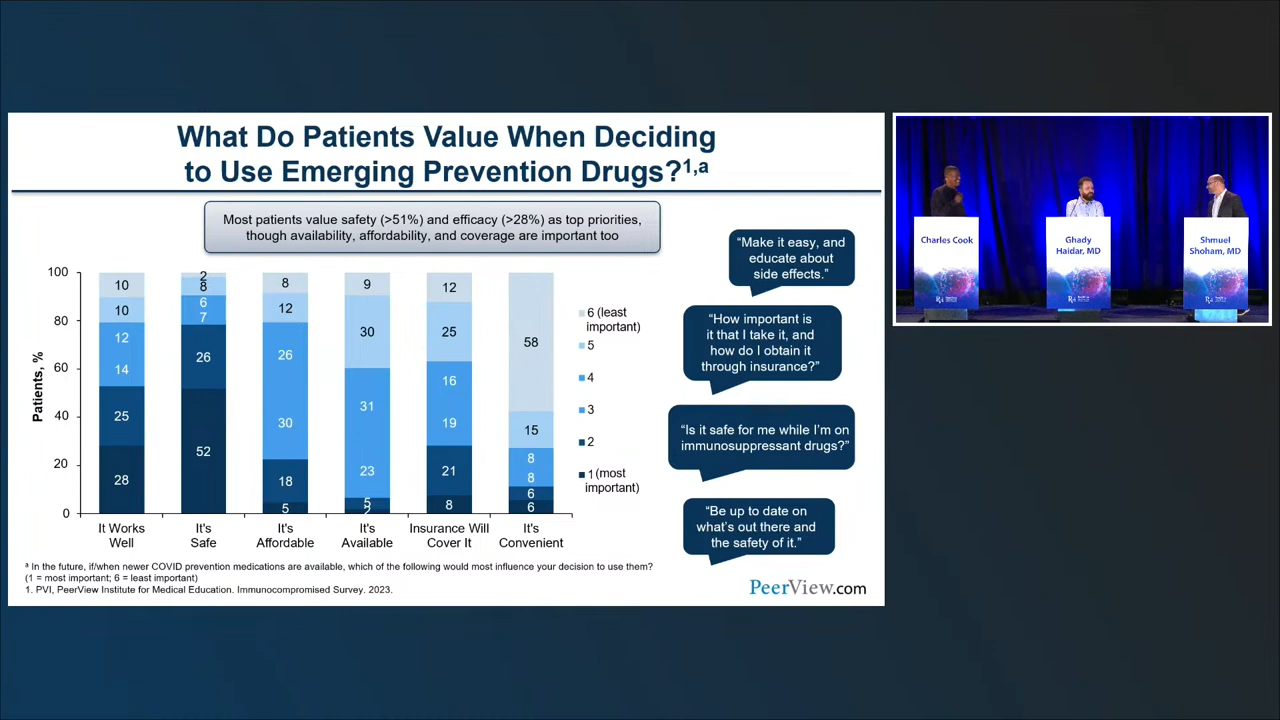 What Do Patients Value When Deciding
to Use Emerging Prevention Drugs?1,a
Most patients value safety (>51%) and efficacy (>28%) as top priorities,
though availability, affordability, and coverage are important too
Patients, %
100
80
60
40
20
0
10
10
12
14
25
28
2
8
6
7
26
52
8
12
26
30
18
5
9
30
31
23
5
2
12
25
16
19
21
8
58
15
8
8
6
6
It Works
Well
It's
Safe
It's
Affordable
It's
Available
Insurance Will
Cover It
It's
Convenient
6 (least
important)
5
4
3
2
1 (most
important)
“Make it easy, and
educate about
side effects.”
“How important is
it that I take it, and
how do I obtain it
through insurance?”
“Is it safe for me while I’m on
immunosuppressant drugs?”
“Be up to date on
what’s out there and
the safety of it.”
a In the future, if/when newer COVID prevention medications are available, which of the following would most influence your decision to use them?
(1 = most important; 6 = least important)
1. PVI, PeerView Institute for Medical Education. Immunocompromised Survey. 2023.
PeerView.com
Charles Cook
Ghady
Haidar, MD
Shmuel
Shoham, MD